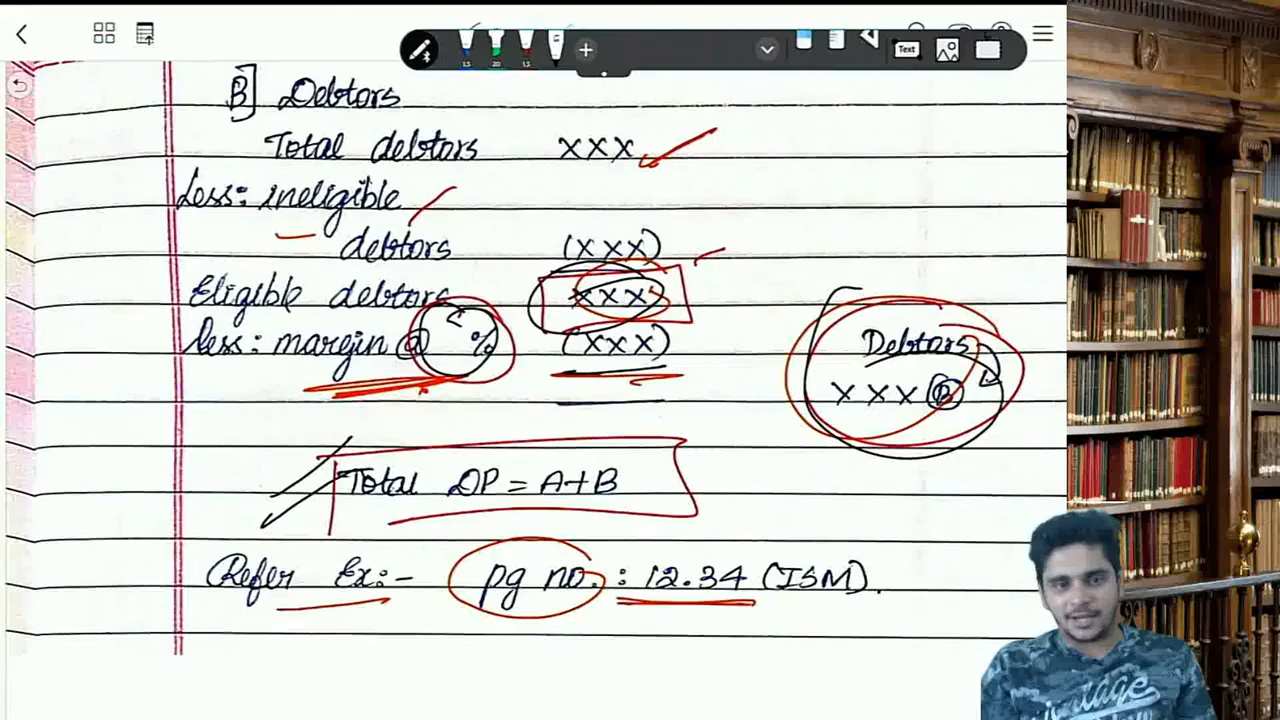 Text
B] Debtors
Total debtors XXX
Less: ineligible
debtors (XXX)
Eligible debtors XXX
Less: margin @ % (XXX)
Debtors
XXX B
Total DP = A+B
Refer Ex:- pg no. : 12.34 (ISM).